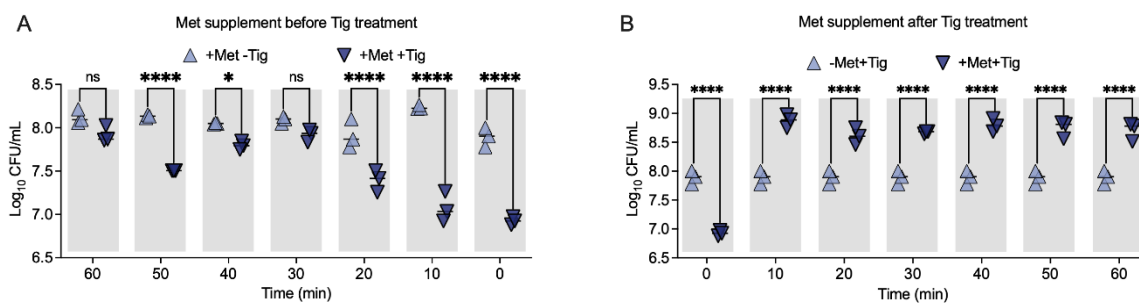 A
Met supplement before Tig treatment
+Met -Tig
+Met +Tig
ns
****
*
ns
****
****
****
8.5
8.0
7.5
7.0
6.5
Log10 CFU/mL
60
50
40
30
20
10
0
Time (min)
B
Met supplement after Tig treatment
-Met+Tig
+Met+Tig
****
****
****
****
****
****
****
9.5
9.0
8.5
8.0
7.5
7.0
6.5
Log10 CFU/mL
0
10
20
30
40
50
60
Time (min)